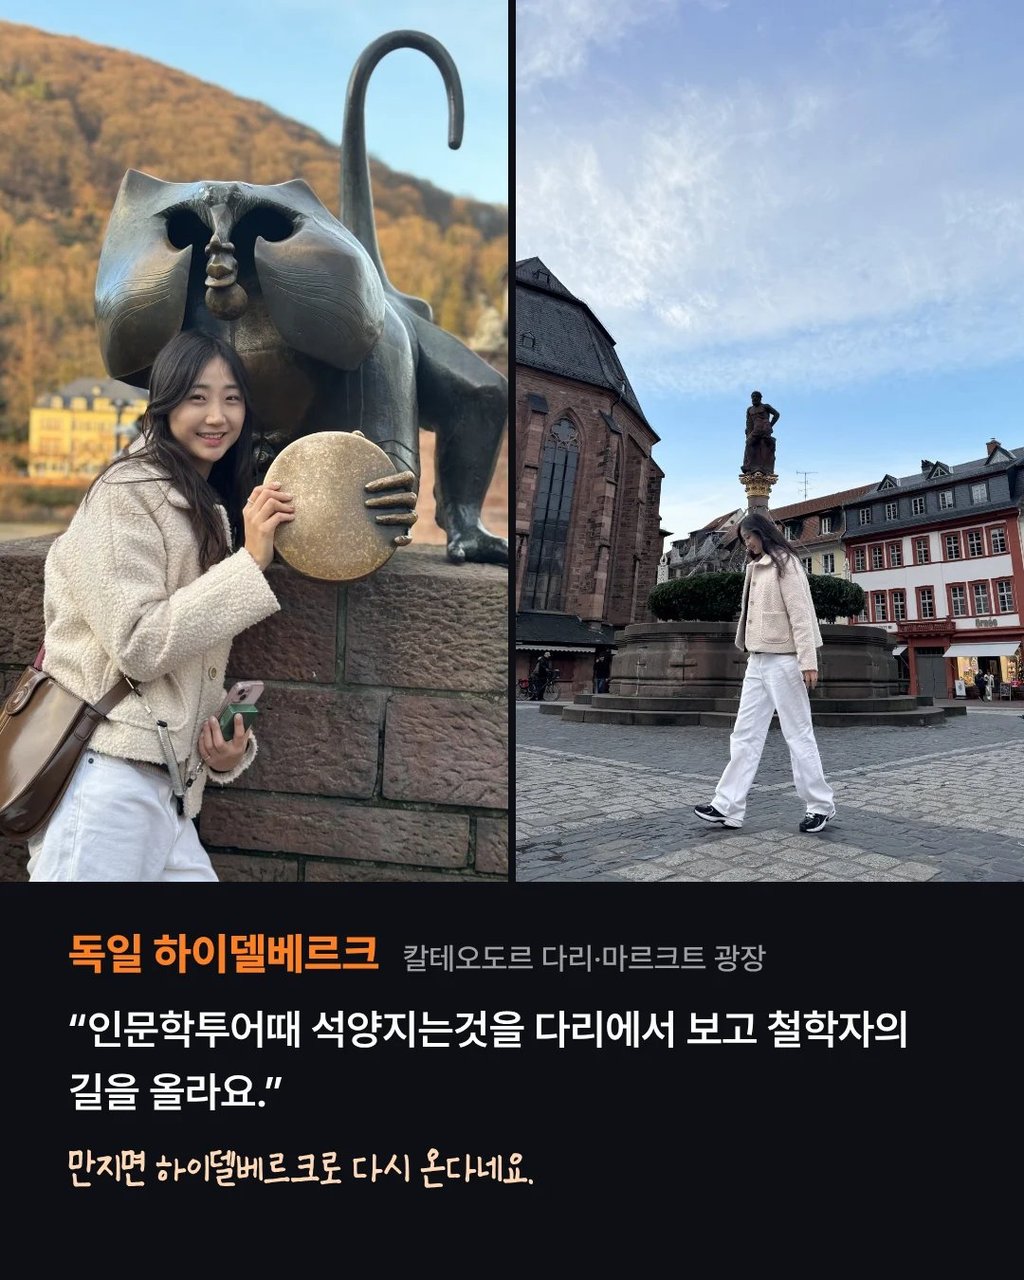 독일 하이델베르크 칼테오도르 다리·마르크트 광장
“인문학투어때 석양지는것을 다리에서 보고 철학자의
길을 올라요.”
만지면 하이델베르크로 다시 온다네요.